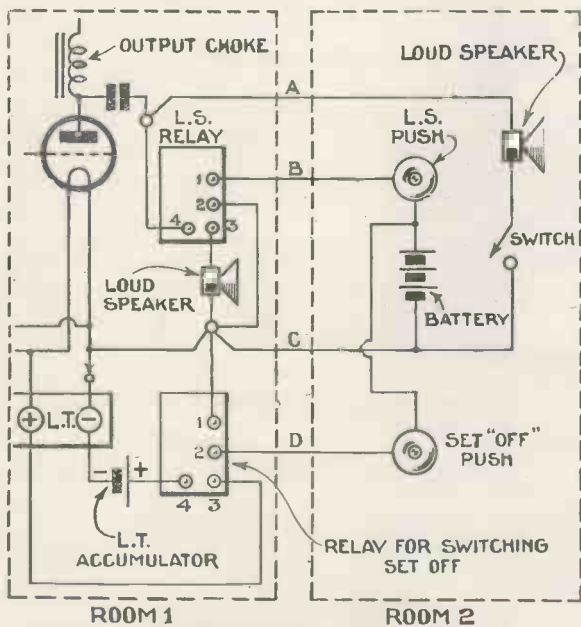 OUTPUT CHOKE
LOUD SPEAKER
A
L.S.
RELAY
L.S.
PUSH
1
B
2
4
3
SWITCH
LOUD
SPEAKER
BATTERY
C
+
L.T.
−
1
2
D
SET "OFF"
PUSH
−
+
4
3
L.T.
ACCUMULATOR
RELAY FOR SWITCHING
SET OFF
ROOM 1
ROOM 2